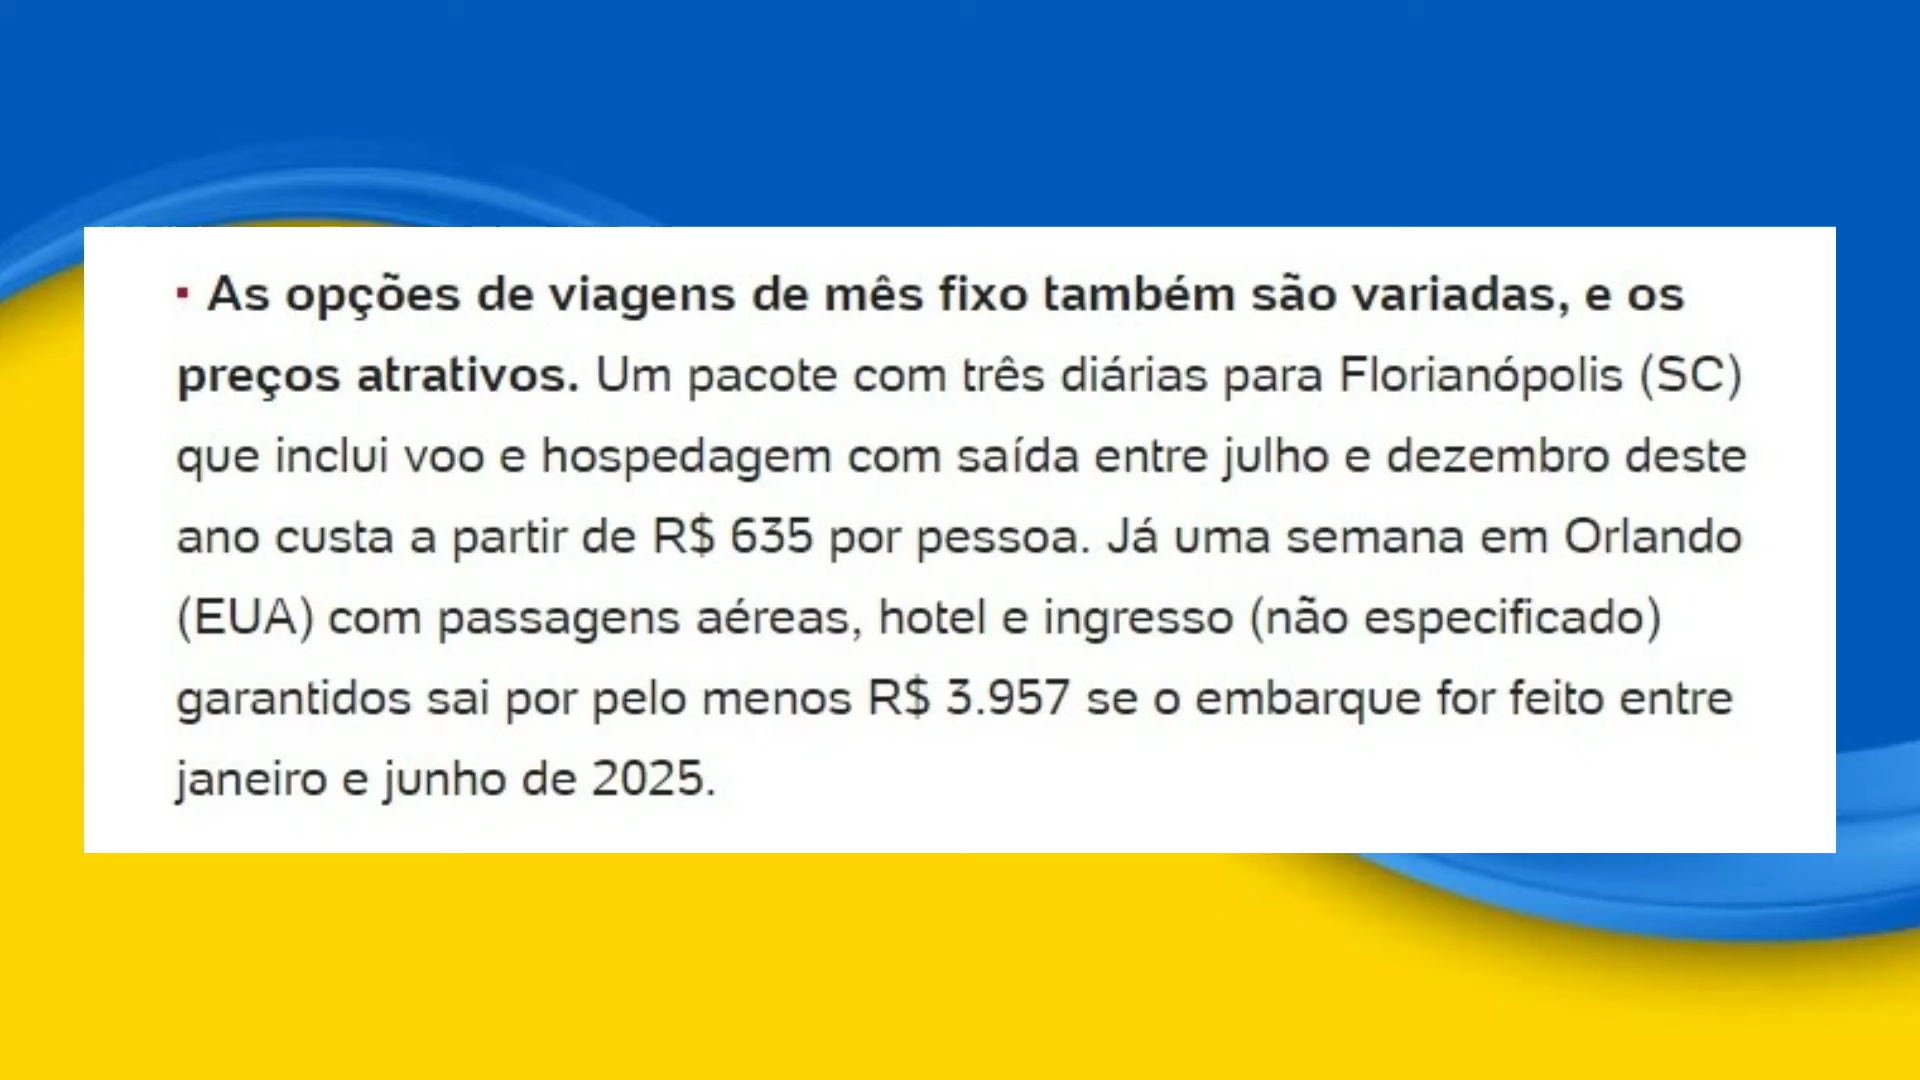 ▪ As opções de viagens de mês fixo também são variadas, e os
preços atrativos. Um pacote com três diárias para Florianópolis (SC)
que inclui voo e hospedagem com saída entre julho e dezembro deste
ano custa a partir de R$ 635 por pessoa. Já uma semana em Orlando
(EUA) com passagens aéreas, hotel e ingresso (não especificado)
garantidos sai por pelo menos R$ 3.957 se o embarque for feito entre
janeiro e junho de 2025.